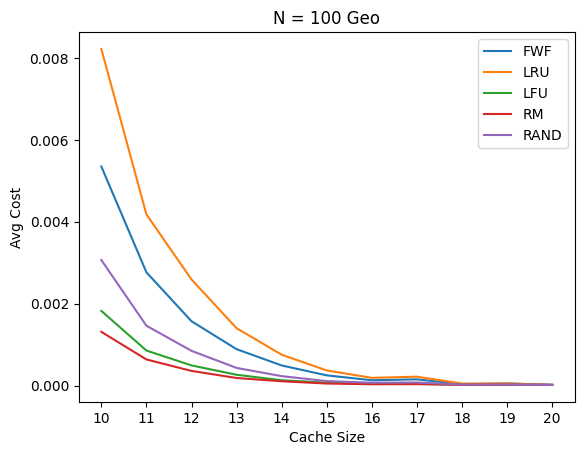 N = 100 Geo
FWF
LRU
LFU
RM
RAND
Avg Cost
0.008
0.006
0.004
0.002
0.000
10 11 12 13 14 15 16 17 18 19 20
Cache Size